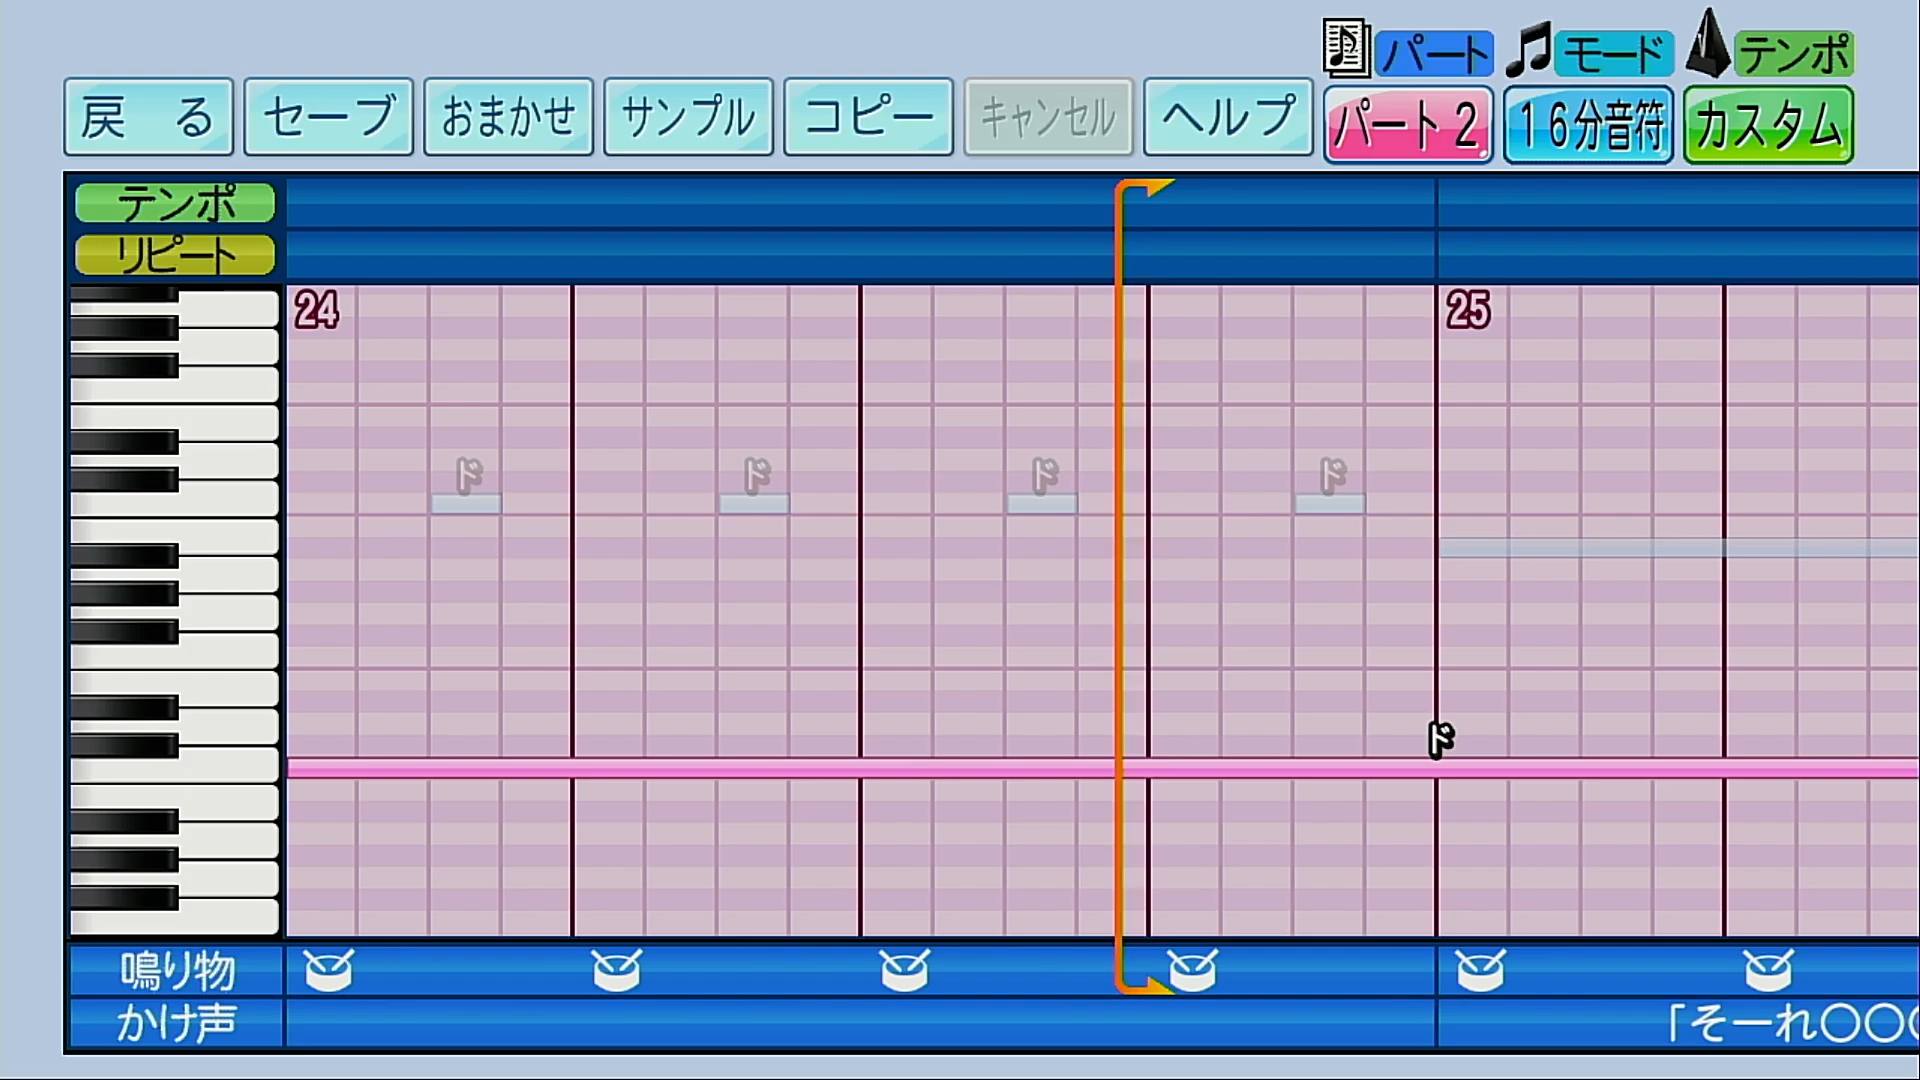 パート モード テンポ
戻る セーブ おまかせ サンプル コピー キャンセル ヘルプ パート2 16分音符 カスタム
テンポ
リピート
24 25
ド ド ド ド
ド
鳴り物
かけ声 「そーれ〇〇〇